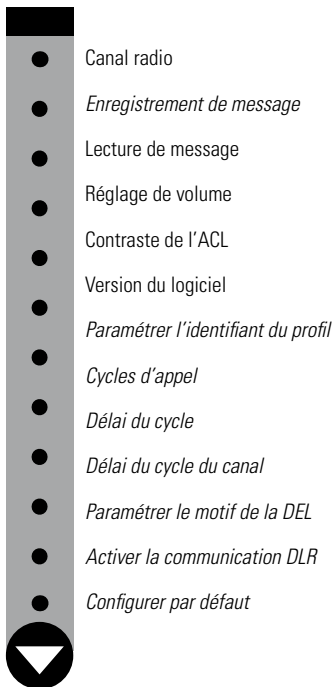 Canal radio
Enregistrement de message
Lecture de message
Réglage de volume
Contraste de l'ACL
Version du logiciel
Paramétrer l'identifiant du profil
Cycles d'appel
Délai du cycle
Délai du cycle du canal
Paramétrer le motif de la DEL
Activer la communication DLR
Configurer par défaut